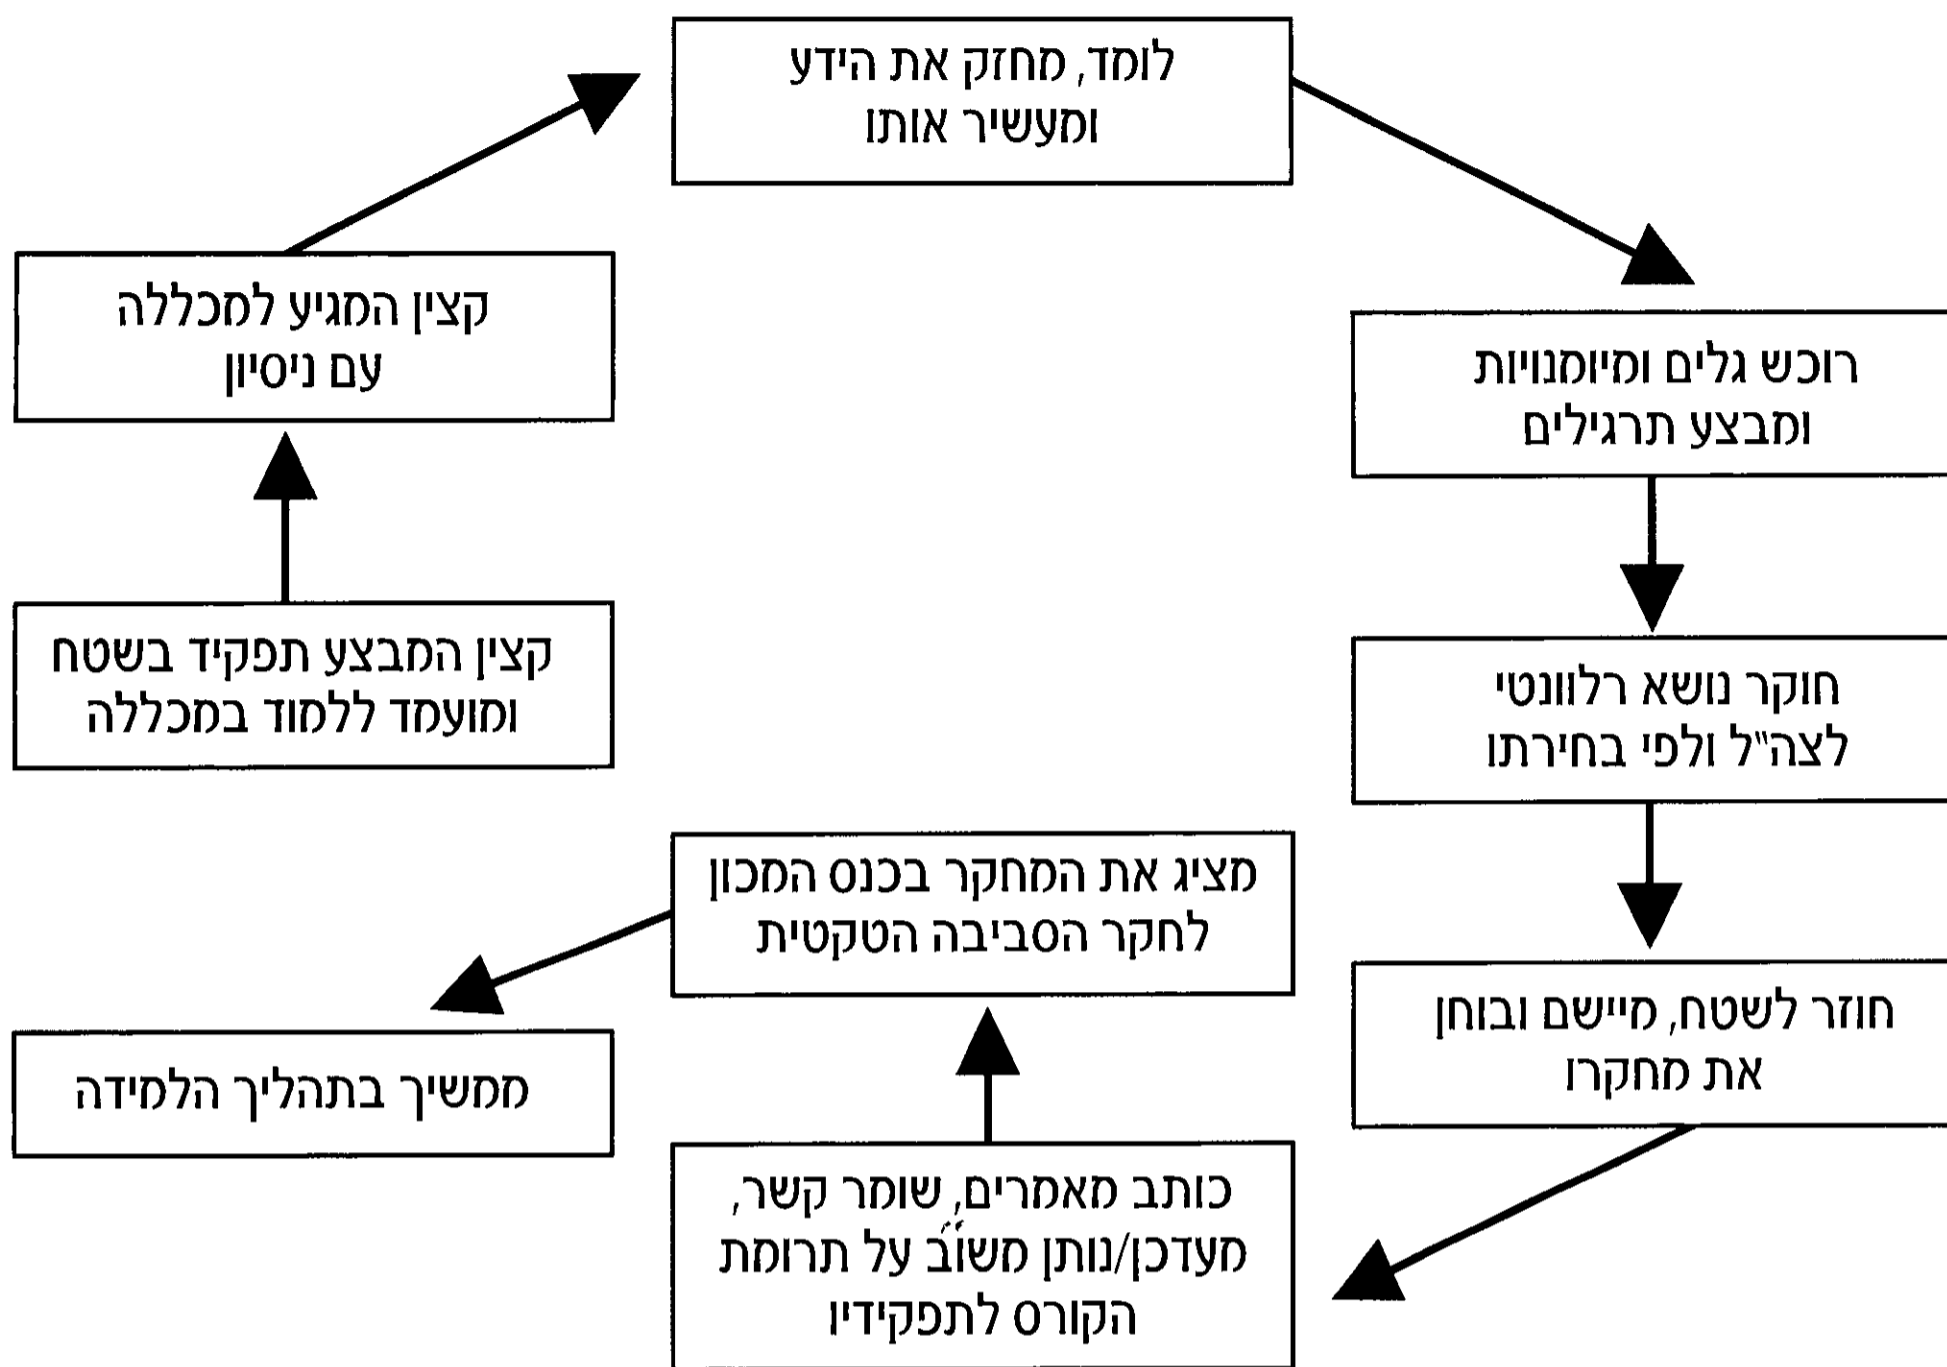 לומד, מחזק את הידע
ומעשיר אותו
קצין המגיע למכללה
עם ניסיון
רוכש גלים ומיומנויות
ומבצע תרגילים
קצין המבצע תפקיד בשטח
ומועמד ללמוד במכללה
חוקר נושא רלוונטי
לצה"ל ולפי בחירתו
מציג את המחקר בכנס המכון
לחקר הסביבה הטקטית
חוזר לשטח, מיישם ובוחן
את מחקרו
ממשיך בתהליך הלמידה
כותב מאמרים, שומר קשר,
מעדכן/נותן משוב על תרומת
הקורס לתפקידיו